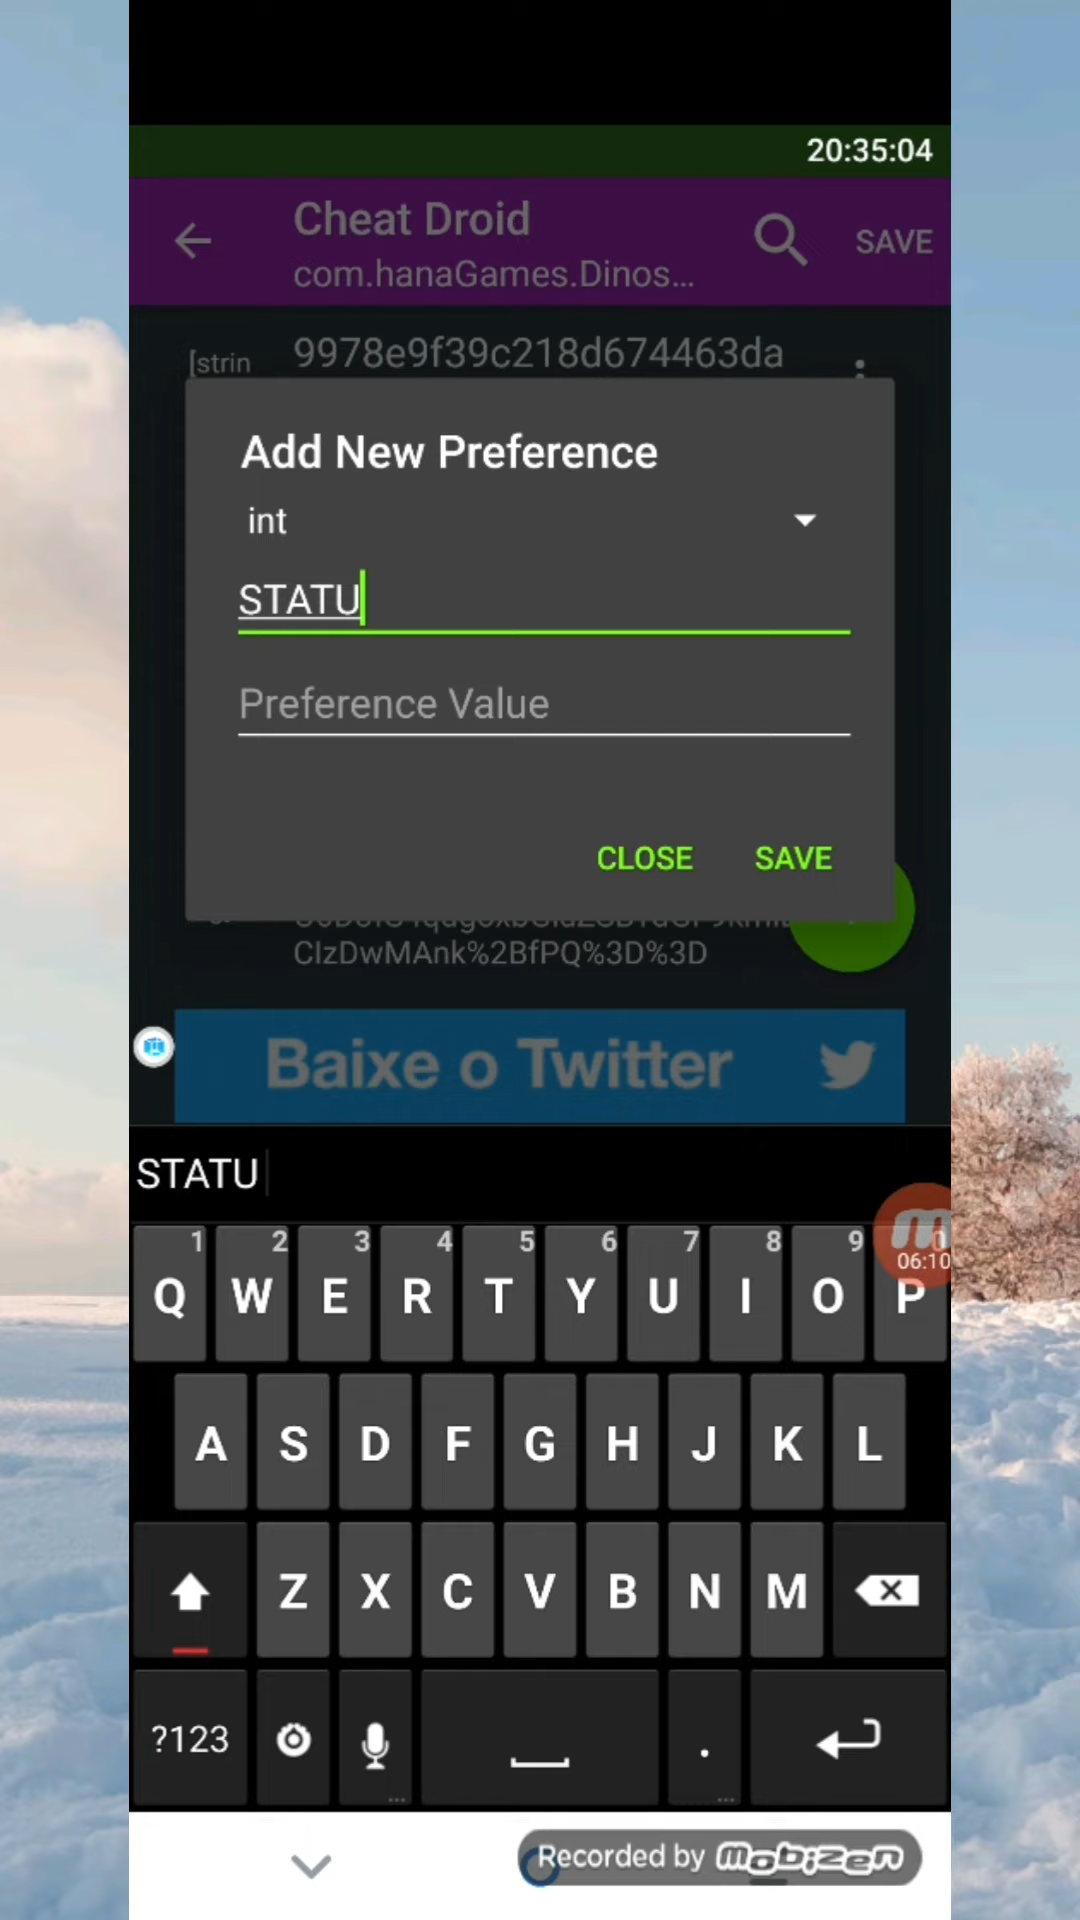 20:35:04
Cheat Droid
com.hanaGames.Dinos...
SAVE
[strin
9978e9f39c218d674463da
Add New Preference
int
STATU
Preference Value
CLOSE SAVE
CIzDwMAnk%2BfPQ%3D%3D
Baixe o Twitter
STATU
1 2 3 4 5 6 7 8 9
Q W E R T Y U I O P
06:10
A S D F G H J K L
Z X C V B N M
?123 .
Recorded by mobizen